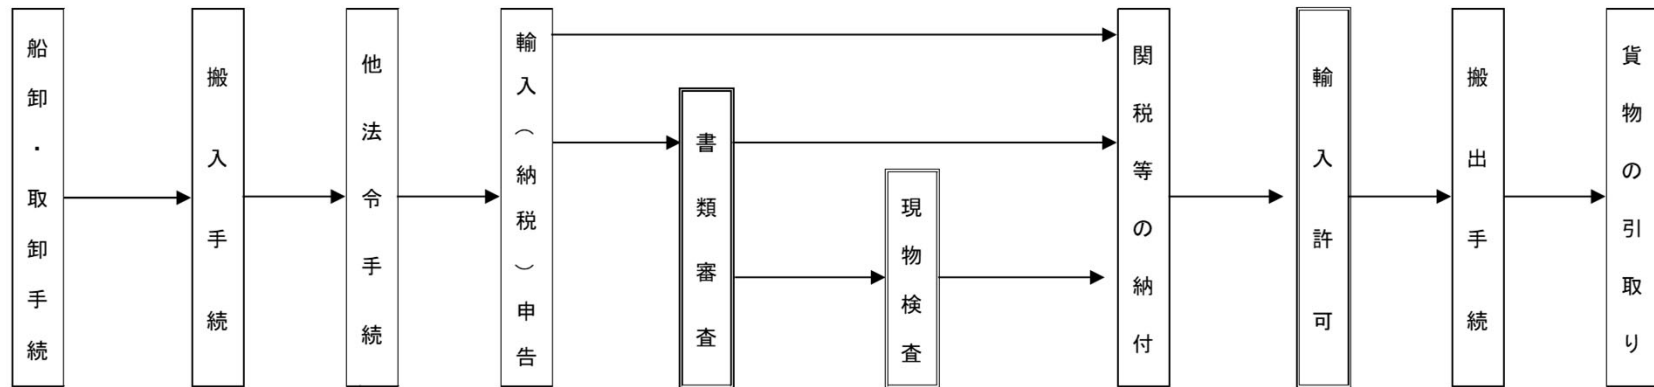 船卸・取卸手続
搬入手続
他法令手続
輸入（納税）申告
書類審査
現物検査
関税等の納付
輸入許可
搬出手続
貨物の引取り